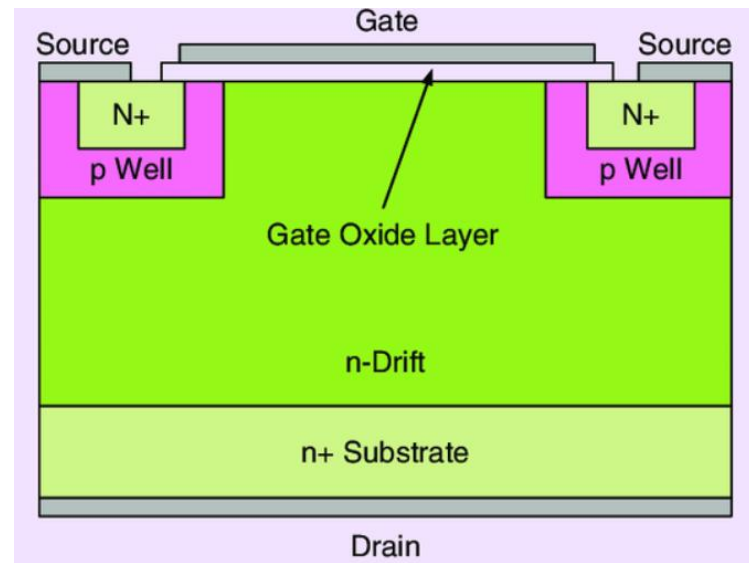 Gate
Source
Source
N+
N+
p Well
p Well
Gate Oxide Layer
n-Drift
n+ Substrate
Drain